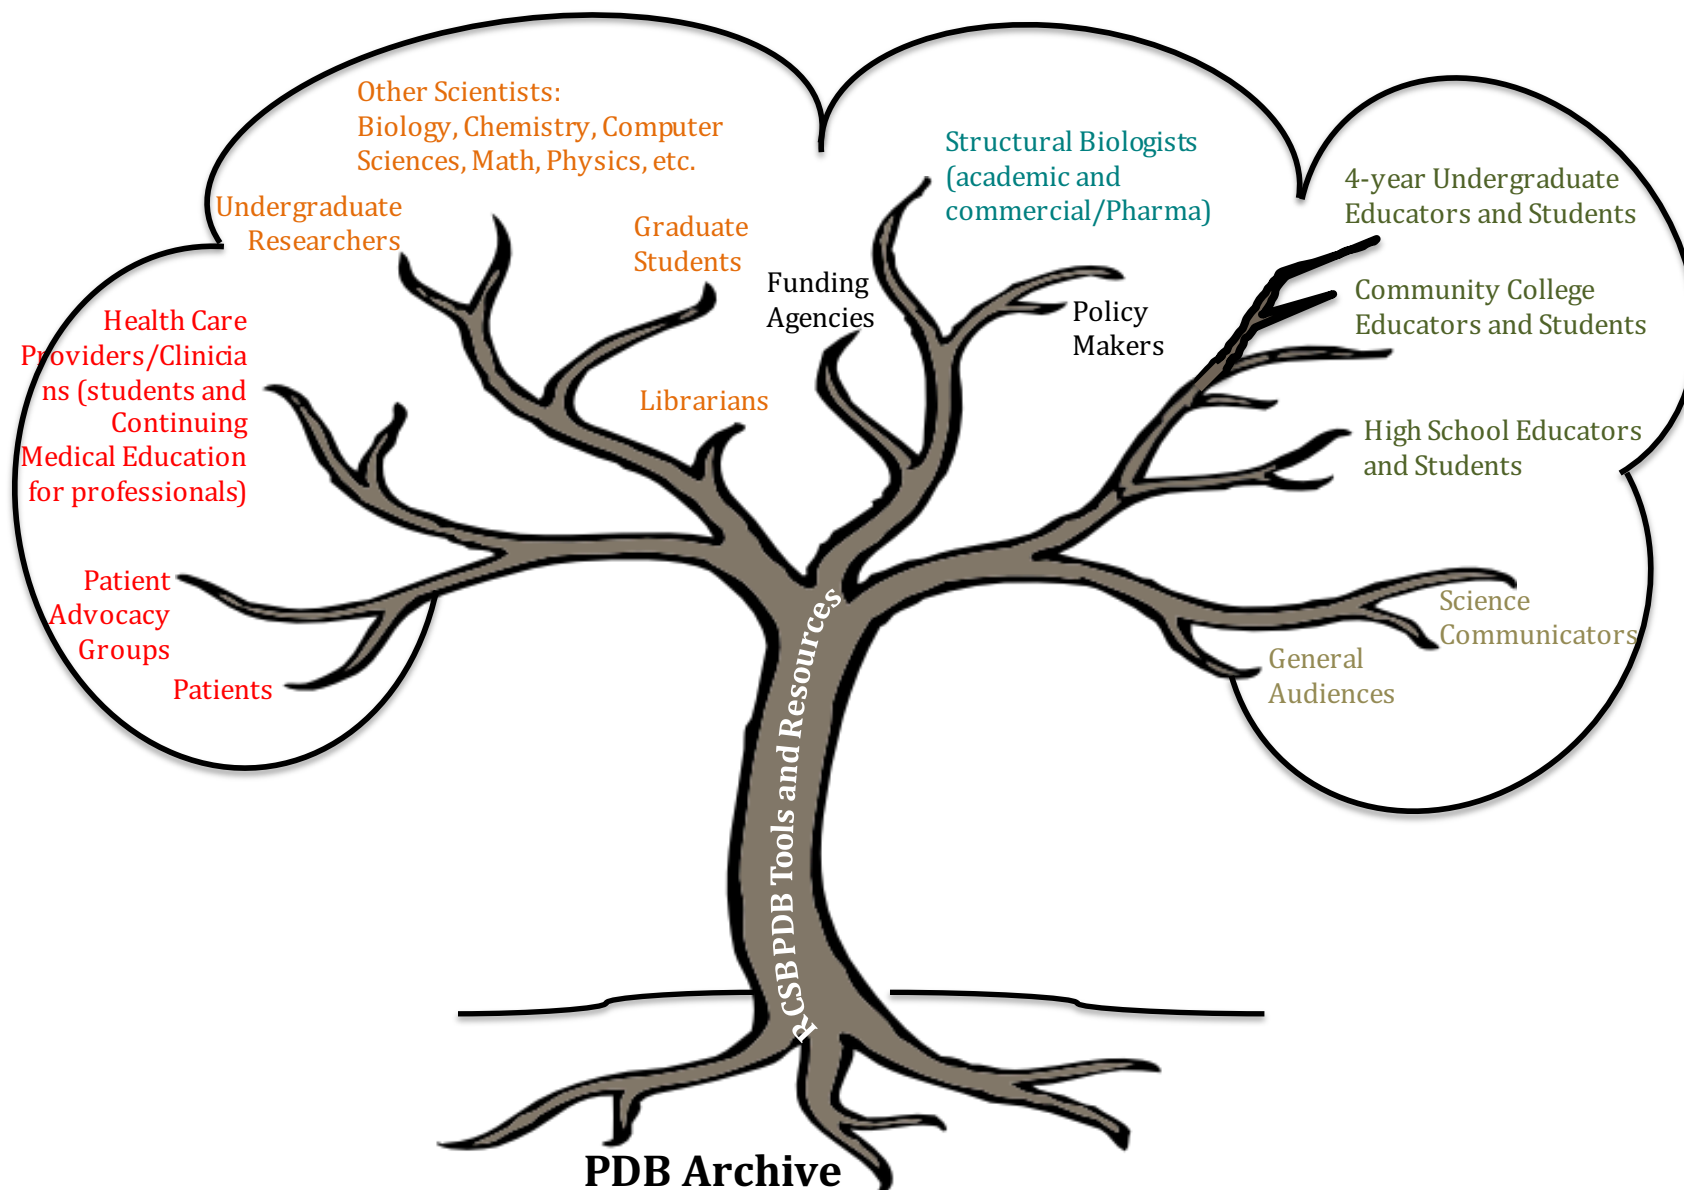 Other Scientists:
Biology, Chemistry, Computer
Sciences, Math, Physics, etc.
Undergraduate
Researchers
Graduate
Students
Librarians
Health Care
Providers/Clinicia
ns (students and
Continuing
Medical Education
for professionals)
Patient
Advocacy
Groups
Patients
Funding
Agencies
Structural Biologists
(academic and
commercial/Pharma)
Policy
Makers
4-year Undergraduate
Educators and Students
Community College
Educators and Students
High School Educators
and Students
Science
Communicators
General
Audiences
RCSB PDB Tools and Resources
PDB Archive